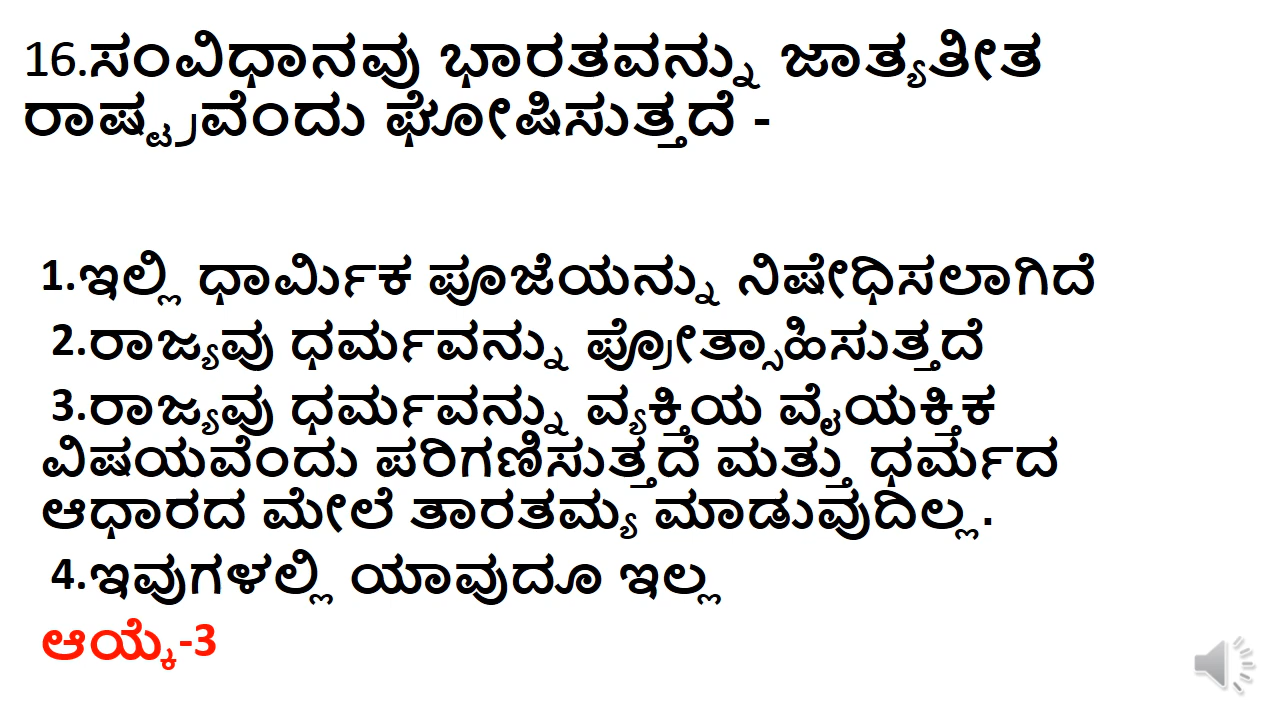 16.ಸಂವಿಧಾನವು ಭಾರತವನ್ನು ಜಾತ್ಯತೀತ
ರಾಷ್ಟ್ರವೆಂದು ಘೋಷಿಸುತ್ತದೆ -
1.ಇಲ್ಲಿ ಧಾರ್ಮಿಕ ಪೂಜೆಯನ್ನು ನಿಷೇಧಿಸಲಾಗಿದೆ
2.ರಾಜ್ಯವು ಧರ್ಮವನ್ನು ಪ್ರೋತ್ಸಾಹಿಸುತ್ತದೆ
3.ರಾಜ್ಯವು ಧರ್ಮವನ್ನು ವ್ಯಕ್ತಿಯ ವೈಯಕ್ತಿಕ
ವಿಷಯವೆಂದು ಪರಿಗಣಿಸುತ್ತದೆ ಮತ್ತು ಧರ್ಮದ
ಆಧಾರದ ಮೇಲೆ ತಾರತಮ್ಯ ಮಾಡುವುದಿಲ್ಲ.
4.ಇವುಗಳಲ್ಲಿ ಯಾವುದೂ ಇಲ್ಲ
ಆಯ್ಕೆ-3